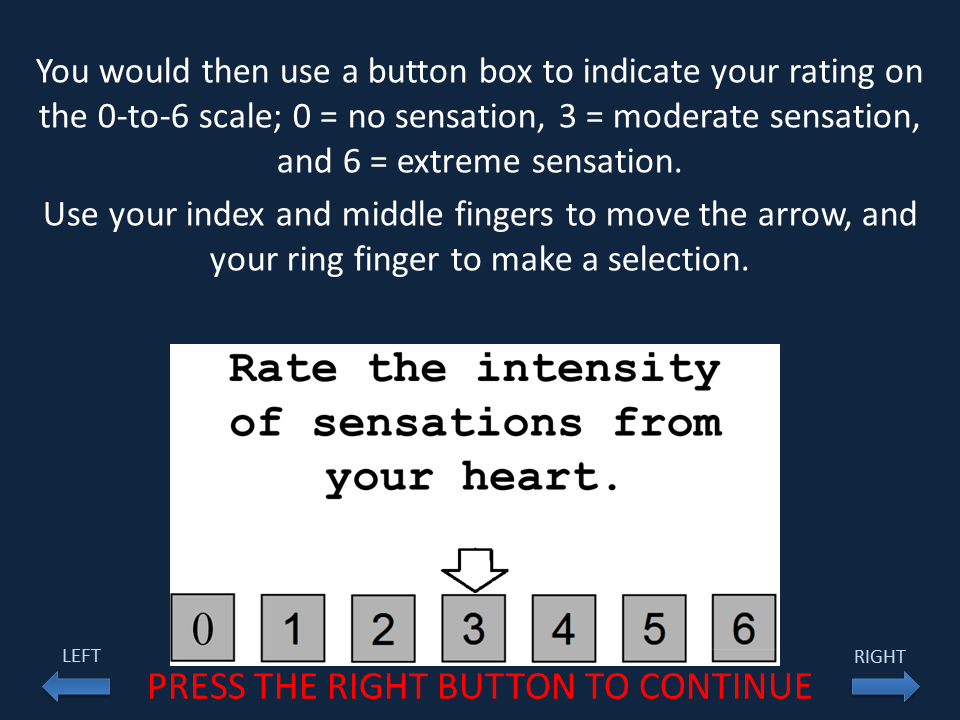 You would then use a button box to indicate your rating on
the 0-to-6 scale; 0 = no sensation, 3 = moderate sensation,
and 6 = extreme sensation.
Use your index and middle fingers to move the arrow, and
your ring finger to make a selection.
Rate the intensity
of sensations from
your heart.
0 1 2 3 4 5 6
LEFT
RIGHT
PRESS THE RIGHT BUTTON TO CONTINUE